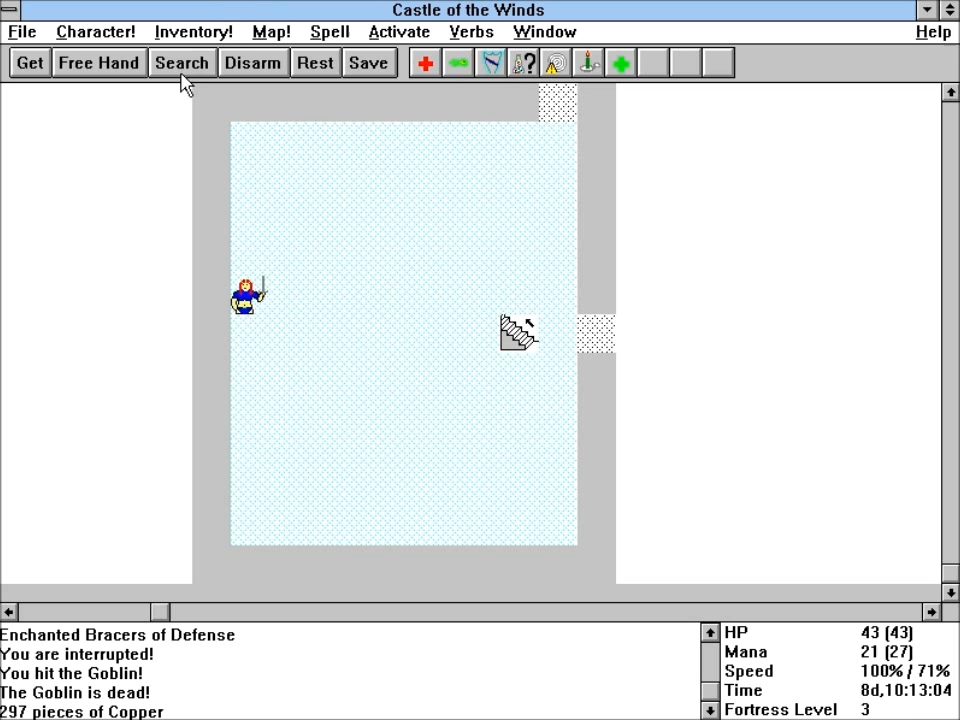 Castle of the Winds
File Character! Inventory! Map! Spell Activate Verbs Window Help
Get Free Hand Search Disarm Rest Save
Enchanted Bracers of Defense
You are interrupted!
You hit the Goblin!
The Goblin is dead!
297 pieces of Copper
HP 43 (43)
Mana 21 (27)
Speed 100% / 71%
Time 8d,10:13:04
Fortress Level 3